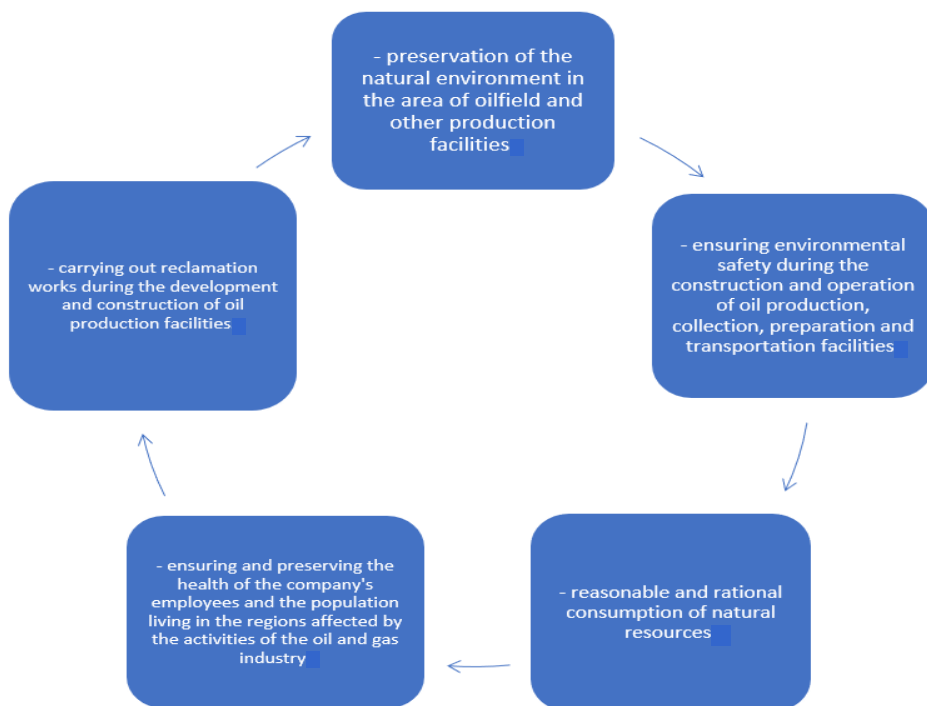 - preservation of the
natural environment in
the area of oilfield and
other production
facilities
- ensuring environmental
safety during the
construction and operation
of oil production,
collection, preparation and
transportation facilities
- reasonable and rational
consumption of natural
resources
- ensuring and preserving the
health of the company's
employees and the population
living in the regions affected by
the activities of the oil and gas
industry
- carrying out reclamation
works during the development
and construction of oil
production facilities